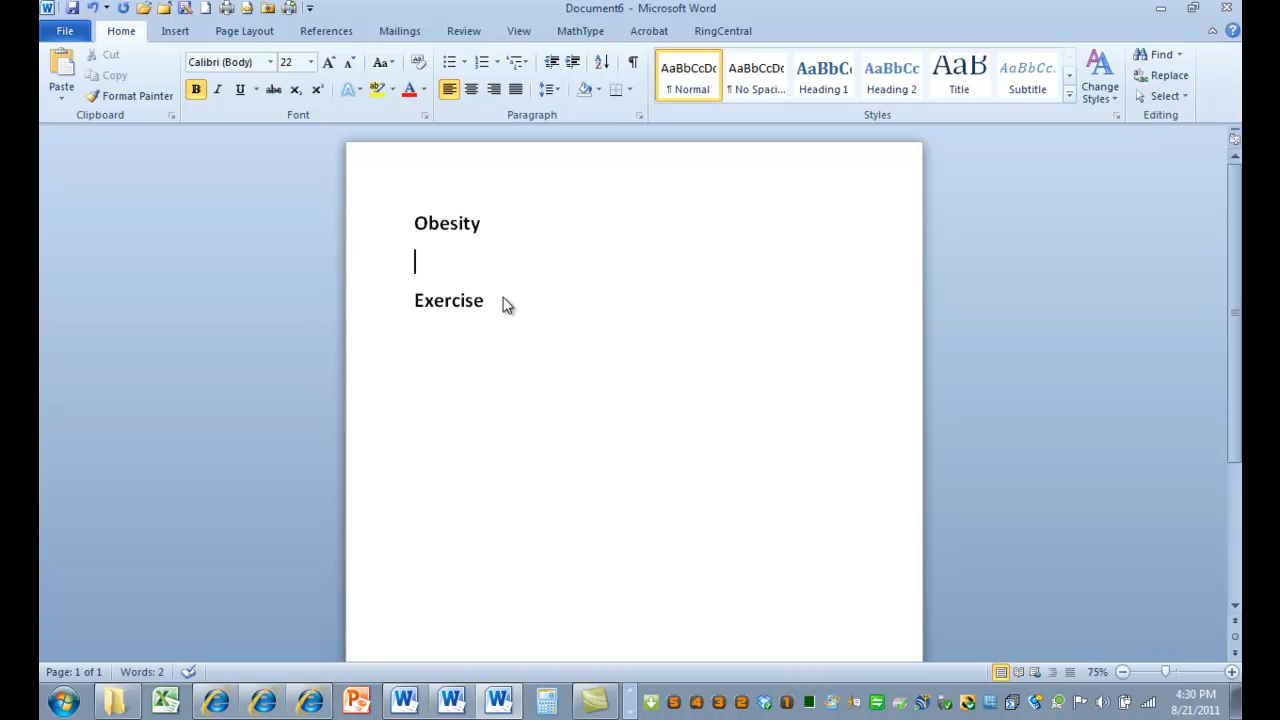 Document6 - Microsoft Word
File Home Insert Page Layout References Mailings Review View MathType Acrobat RingCentral
Paste
Cut
Copy
Format Painter
Clipboard
Calibri (Body) 22
B I U abc x₂ x²
Font
Paragraph
AaBbCcDc AaBbCcDc AaBbCc AaBbCc AaB AaBbCc.
¶ Normal ¶ No Spaci... Heading 1 Heading 2 Title Subtitle
Change
Styles
Styles
Find
Replace
Select
Editing
Obesity
Exercise
Page: 1 of 1 Words: 2 75%
4:30 PM
8/21/2011